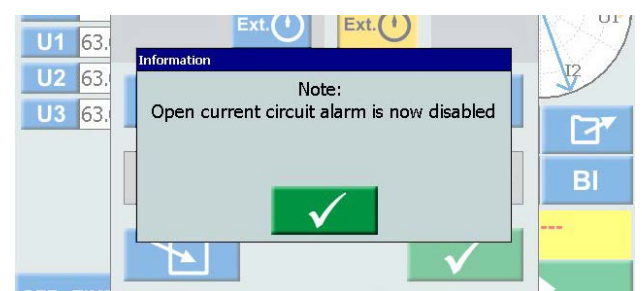 Ext.
Ext.
U1 63.
U2 63.
U3 63.
U1
I2
Information
Note:
Open current circuit alarm is now disabled
BI
---